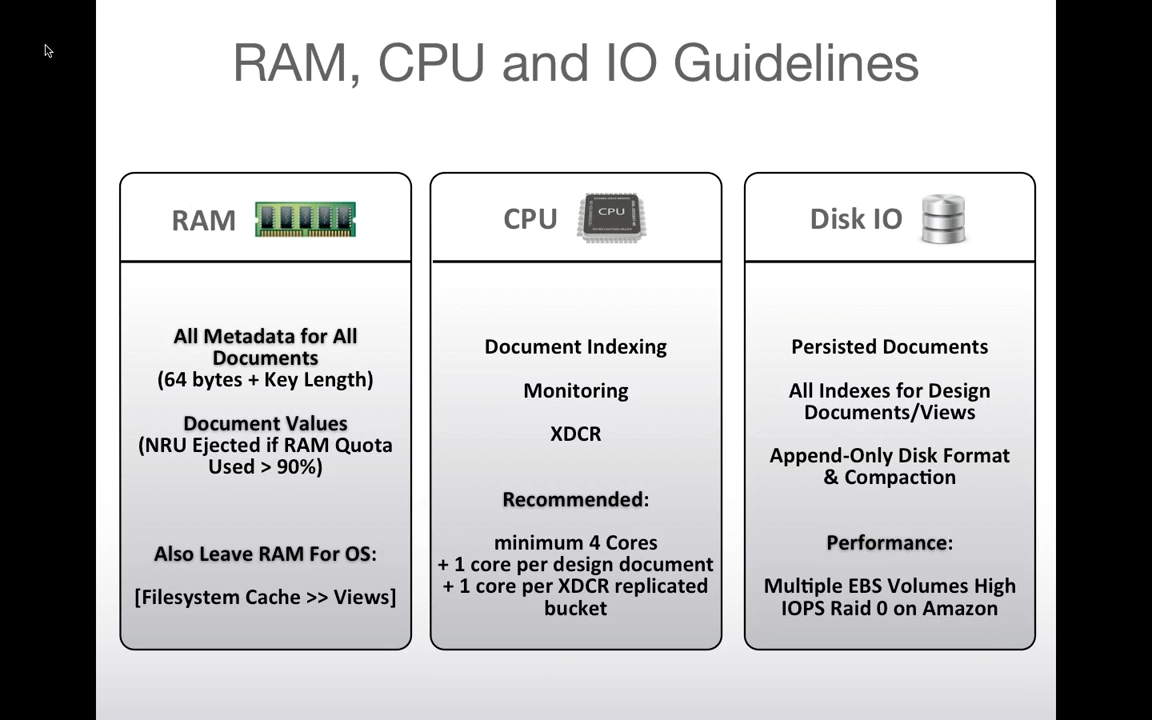 RAM, CPU and IO Guidelines
RAM
All Metadata for All
Documents
(64 bytes + Key Length)
Document Values
(NRU Ejected if RAM Quota
Used > 90%)
Also Leave RAM For OS:
[Filesystem Cache >> Views]
CPU
CPU
Document Indexing
Monitoring
XDCR
Recommended:
minimum 4 Cores
+ 1 core per design document
+ 1 core per XDCR replicated
bucket
Disk IO
Persisted Documents
All Indexes for Design
Documents/Views
Append-Only Disk Format
& Compaction
Performance:
Multiple EBS Volumes High
IOPS Raid 0 on Amazon